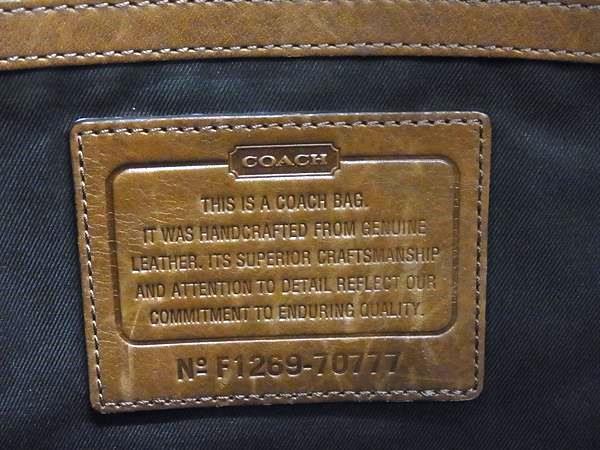 COACH
THIS IS A COACH BAG.
IT WAS HANDCRAFTED FROM GENUINE
LEATHER. ITS SUPERIOR CRAFTSMANSHIP
AND ATTENTION TO DETAIL REFLECT OUR
COMMITMENT TO ENDURING QUALITY.
Nº F1269-70777